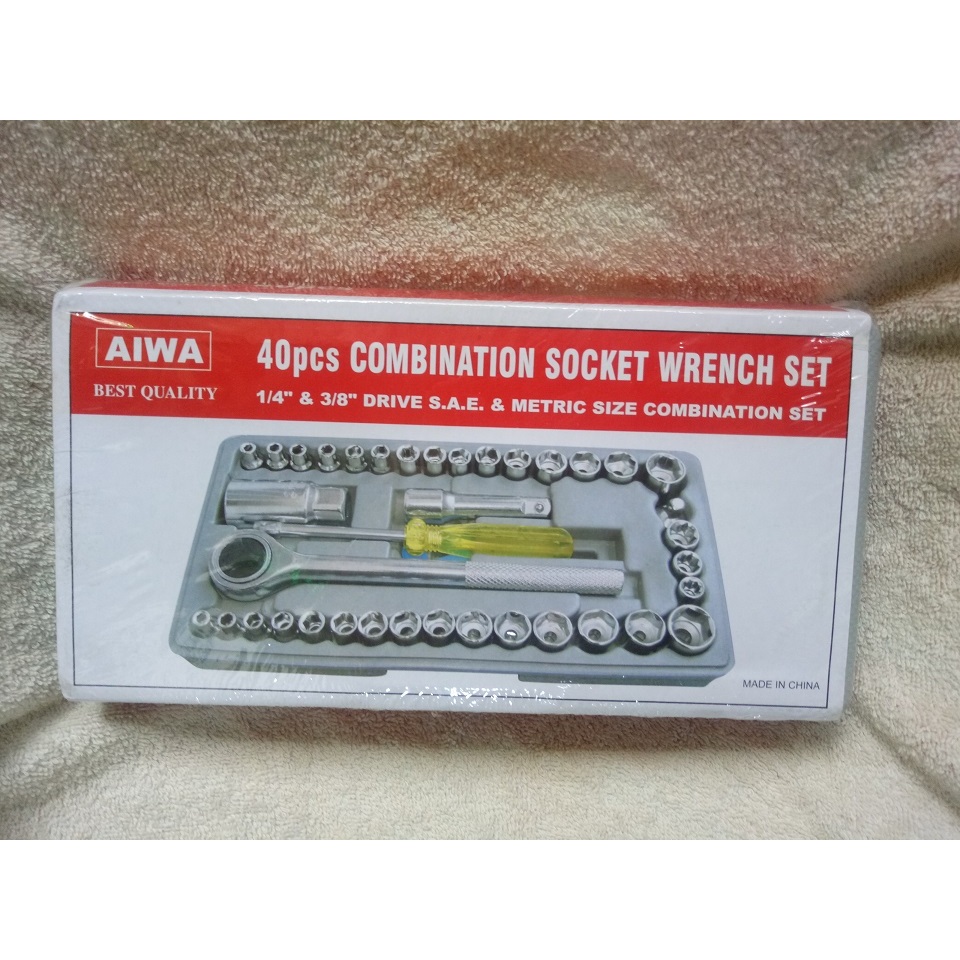 AIWA
BEST QUALITY
40pcs COMBINATION SOCKET WRENCH SET
1/4" & 3/8" DRIVE S.A.E. & METRIC SIZE COMBINATION SET
MADE IN CHINA